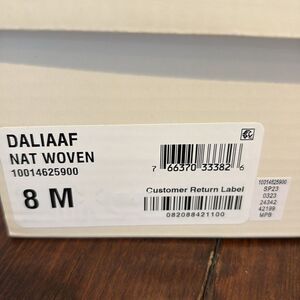 DALIAAF
NAT WOVEN
10014625900
8 M
7 66370 33382 6
Customer Return Label
082088421100
10014625900
SP23
0323
24342
42199
MPB